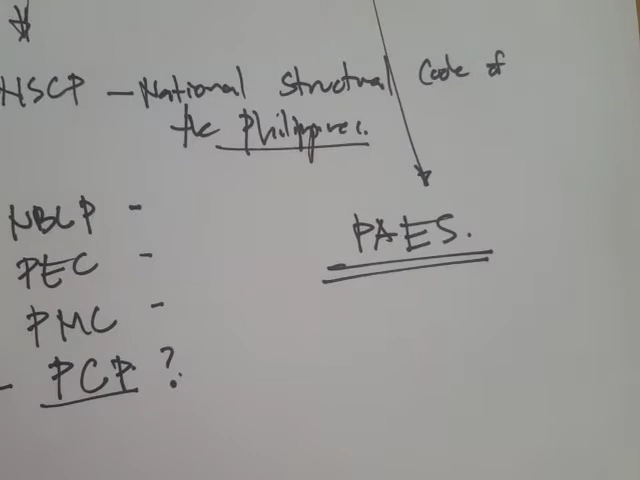 NSCP - National Structural Code of
the Philippines.
NBCP -
PAES.
PEC -
PMC -
- PCP ?